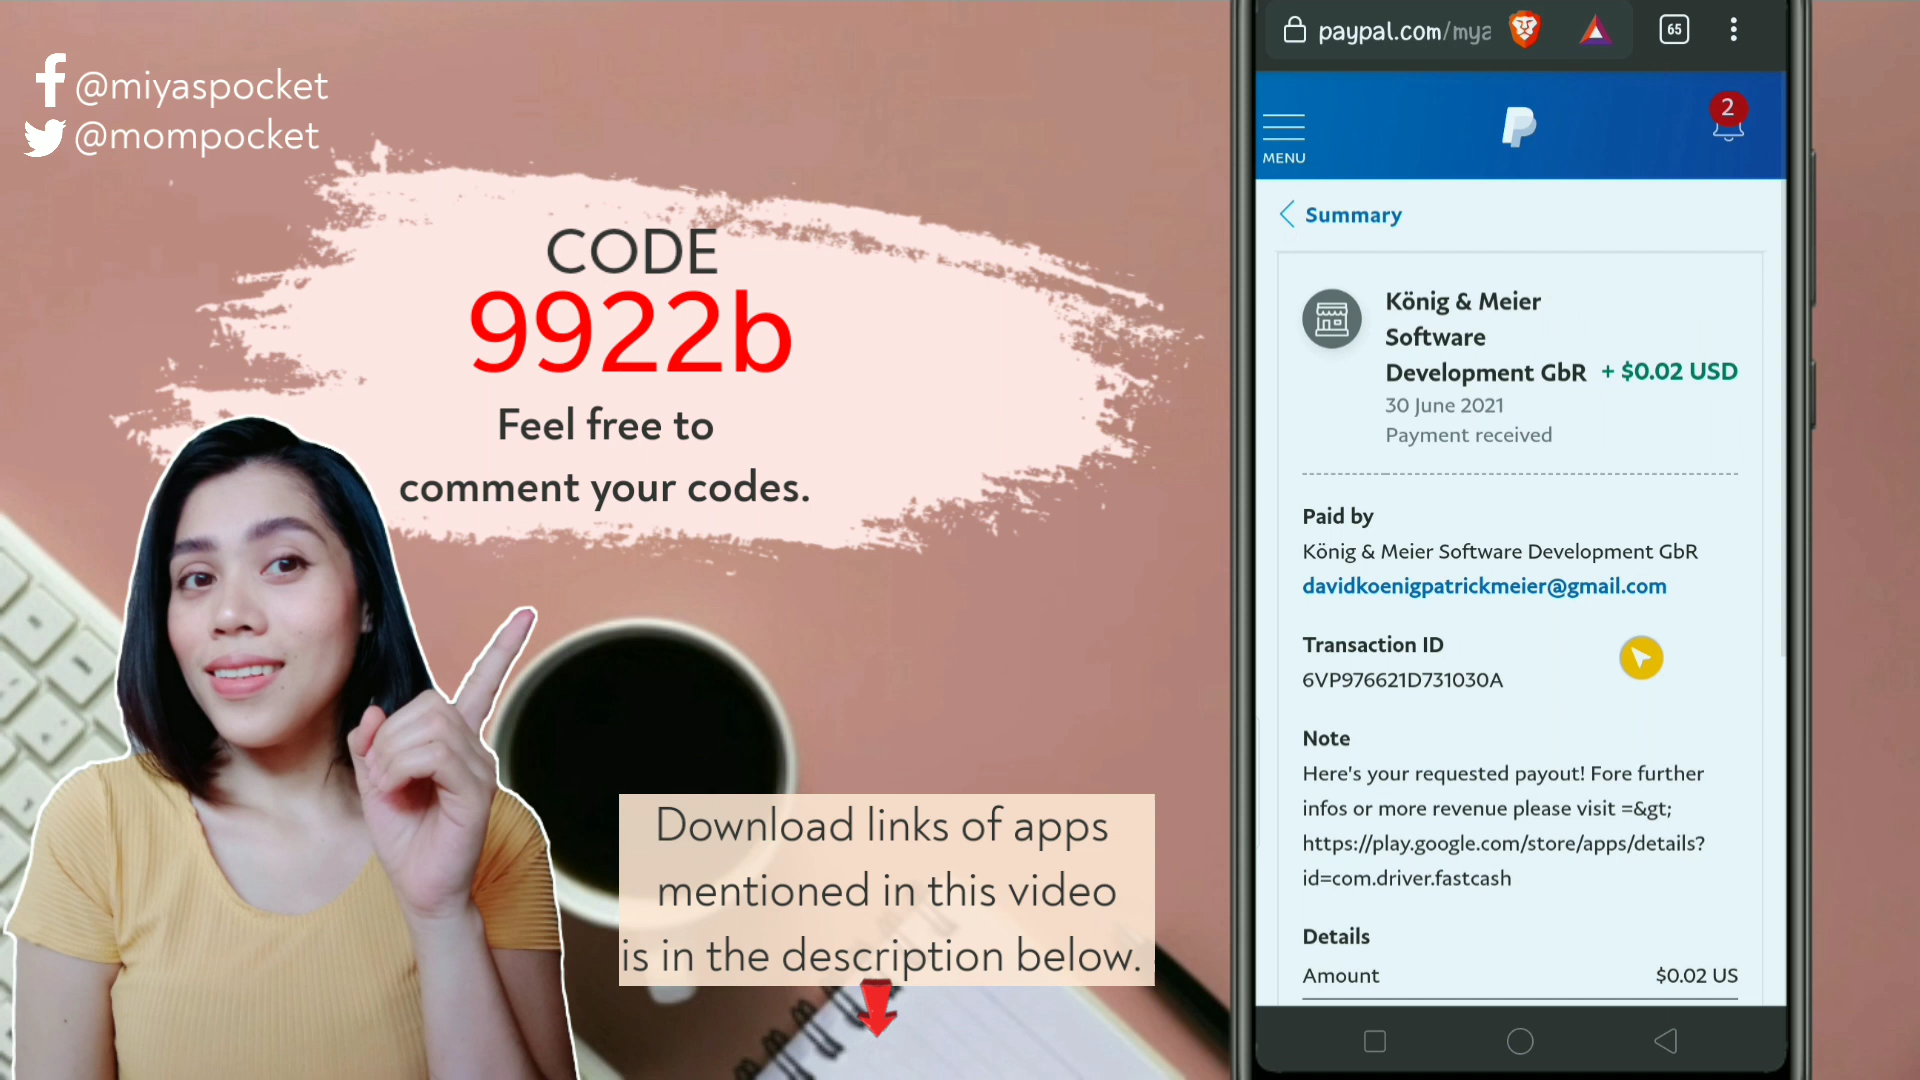 @miyaspocket
@mompocket
CODE
9922b
Feel free to
comment your codes.
Download links of apps
mentioned in this video
is in the description below.
paypal.com/mya
65
2
MENU
Summary
König & Meier
Software
Development GbR + $0.02 USD
30 June 2021
Payment received
Paid by
König & Meier Software Development GbR
davidkoenigpatrickmeier@gmail.com
Transaction ID
6VP976621D731030A
Note
Here's your requested payout! Fore further
infos or more revenue please visit =&gt;
https://play.google.com/store/apps/details?
id=com.driver.fastcash
Details
Amount $0.02 US